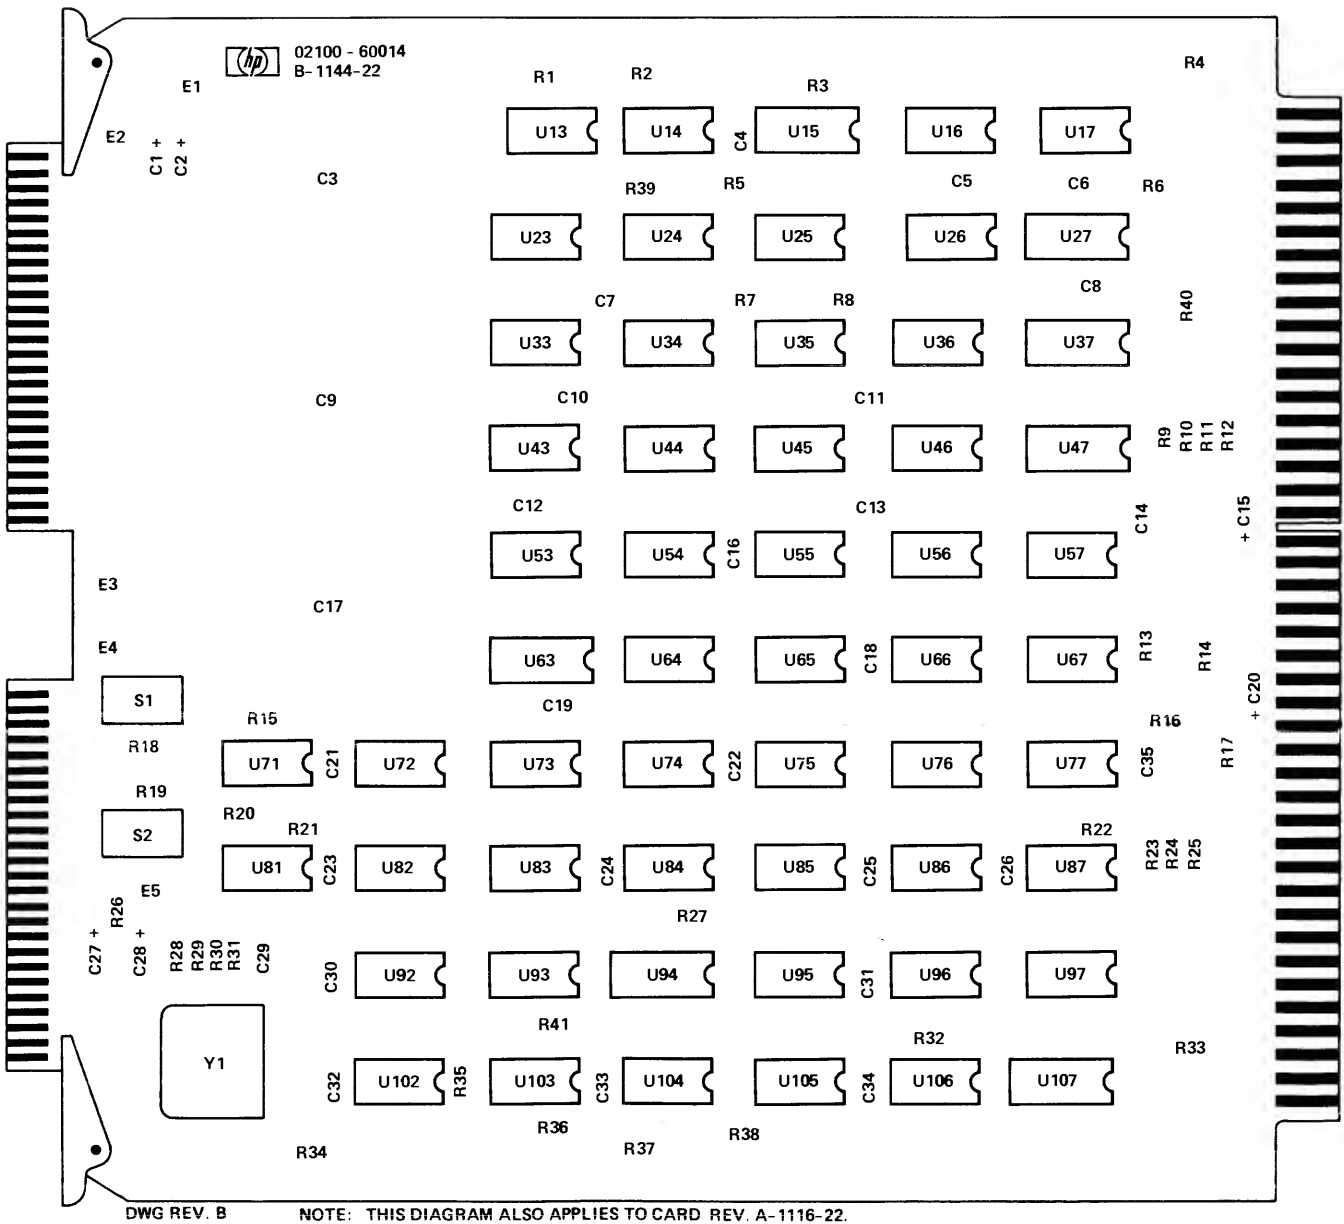 hp 02100 - 60014
B-1144-22
E1
R1
R2
R3
R4
E2
C1 +
C2 +
U13
U14
C4
U15
U16
U17
C3
R39
R5
C5
C6
R6
U23
U24
U25
U26
U27
C7
R7
R8
C8
R40
U33
U34
U35
U36
U37
C9
C10
C11
U43
U44
U45
U46
U47
R9
R10
R11
R12
C12
C13
C14
+ C15
U53
U54
C16
U55
U56
U57
E3
C17
E4
U63
U64
U65
C18
U66
U67
R13
R14
S1
C19
+ C20
R15
R16
R18
U71
C21
U72
U73
U74
C22
U75
U76
U77
C35
R17
R19
R20
R21
R22
S2
U81
C23
U82
U83
C24
U84
U85
C25
U86
C26
U87
R23
R24
R25
E5
R26
R27
C27 +
C28 +
R28
R29
R30
R31
C29
C30
U92
U93
U94
U95
C31
U96
U97
R41
R32
R33
Y1
C32
U102
R35
U103
C33
U104
U105
C34
U106
U107
R36
R37
R38
R34
DWG REV. B
NOTE: THIS DIAGRAM ALSO APPLIES TO CARD REV. A-1116-22.